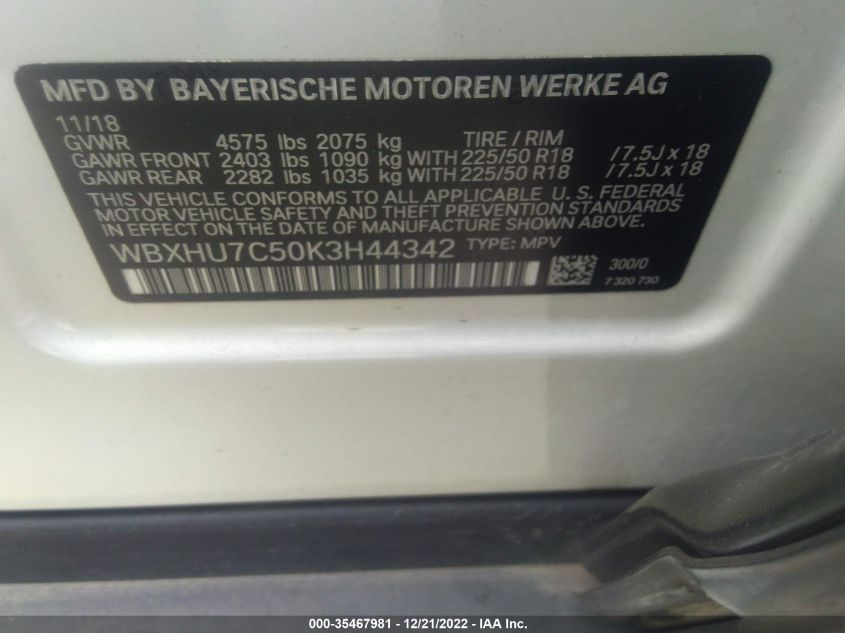 MFD BY BAYERISCHE MOTOREN WERKE AG
11/18
GVWR 4575 lbs 2075 kg TIRE / RIM
GAWR FRONT 2403 lbs 1090 kg WITH 225/50 R18 / 7.5J x 18
GAWR REAR 2282 lbs 1035 kg WITH 225/50 R18 / 7.5J x 18
THIS VEHICLE CONFORMS TO ALL APPLICABLE U. S. FEDERAL
MOTOR VEHICLE SAFETY AND THEFT PREVENTION STANDARDS
IN EFFECT ON THE DATE OF MANUFACTURE SHOWN ABOVE.
WBXHU7C50K3H44342 TYPE: MPV
300/0
7 320 730
000-35467981 - 12/21/2022 - IAA Inc.